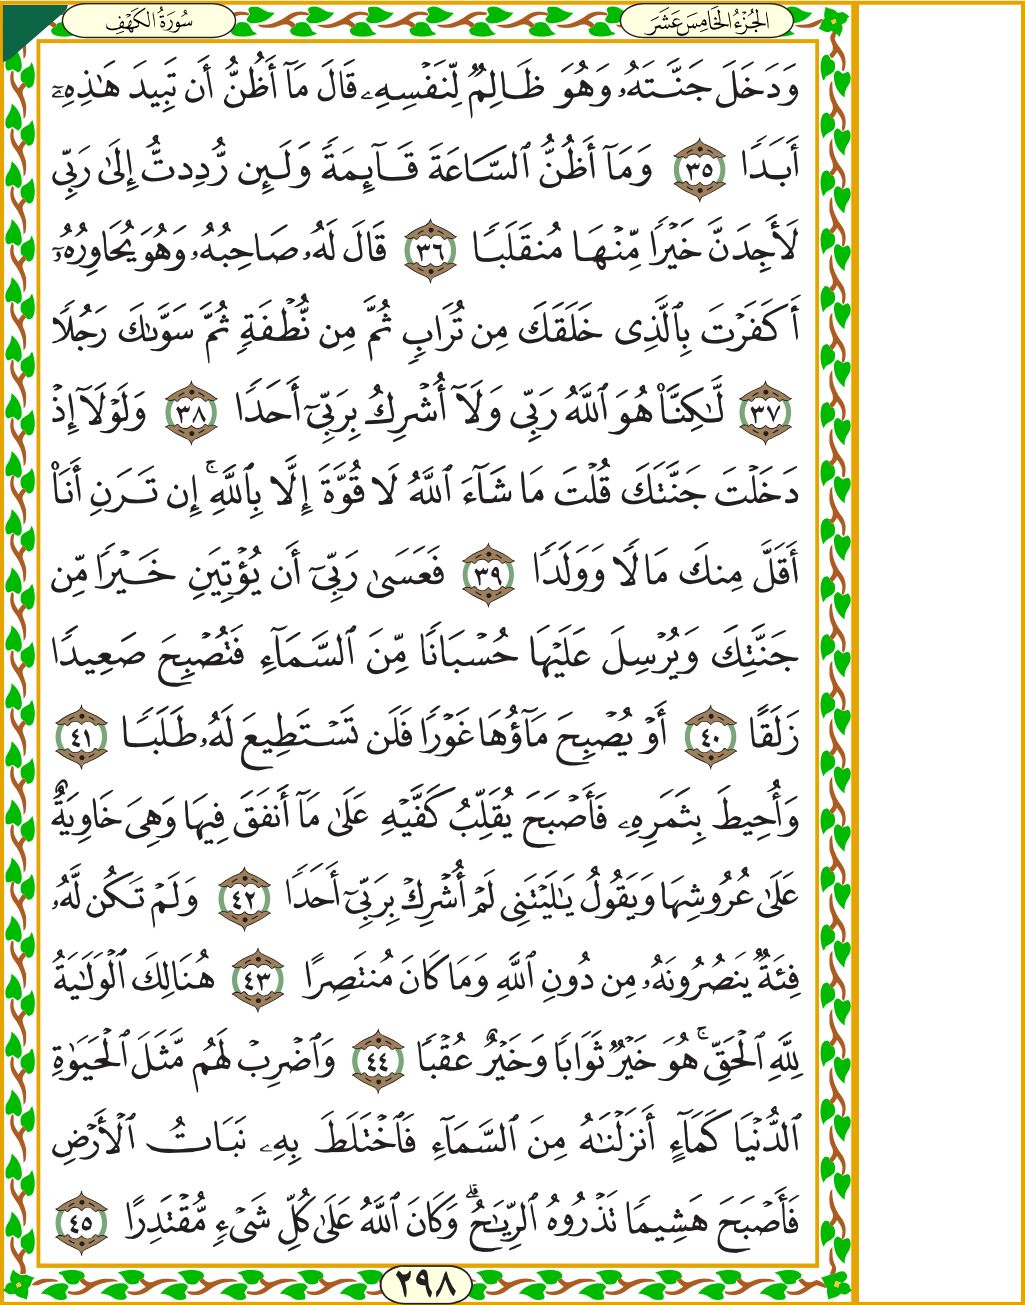 الجُزْءُ الخَامِسَ عَشَرَ
سُورَةُ الكَهْفِ
وَدَخَلَ جَنَّتَهُۥ وَهُوَ ظَالِمٌ لِّنَفْسِهِۦ قَالَ مَآ أَظُنُّ أَن تَبِيدَ هَٰذِهِۦٓ
أَبَدًا ٣٥ وَمَآ أَظُنُّ ٱلسَّاعَةَ قَآئِمَةً وَلَئِن رُّدِدتُّ إِلَىٰ رَبِّى
لَأَجِدَنَّ خَيْرًا مِّنْهَا مُنقَلَبًا ٣٦ قَالَ لَهُۥ صَاحِبُهُۥ وَهُوَ يُحَاوِرُهُۥٓ
أَكَفَرْتَ بِٱلَّذِى خَلَقَكَ مِن تُرَابٍ ثُمَّ مِن نُّطْفَةٍ ثُمَّ سَوَّىٰكَ رَجُلًا
٣٧ لَّٰكِنَّا۠ هُوَ ٱللَّهُ رَبِّى وَلَآ أُشْرِكُ بِرَبِّىٓ أَحَدًا ٣٨ وَلَوْلَآ إِذْ
دَخَلْتَ جَنَّتَكَ قُلْتَ مَا شَآءَ ٱللَّهُ لَا قُوَّةَ إِلَّا بِٱللَّهِ ۚ إِن تَرَنِ أَنَا۠
أَقَلَّ مِنكَ مَالًا وَوَلَدًا ٣٩ فَعَسَىٰ رَبِّىٓ أَن يُؤْتِيَنِ خَيْرًا مِّن
جَنَّتِكَ وَيُرْسِلَ عَلَيْهَا حُسْبَانًا مِّنَ ٱلسَّمَآءِ فَتُصْبِحَ صَعِيدًا
زَلَقًا ٤٠ أَوْ يُصْبِحَ مَآؤُهَا غَوْرًا فَلَن تَسْتَطِيعَ لَهُۥ طَلَبًا ٤١
وَأُحِيطَ بِثَمَرِهِۦ فَأَصْبَحَ يُقَلِّبُ كَفَّيْهِ عَلَىٰ مَآ أَنفَقَ فِيهَا وَهِىَ خَاوِيَةٌ
عَلَىٰ عُرُوشِهَا وَيَقُولُ يَٰلَيْتَنِى لَمْ أُشْرِكْ بِرَبِّىٓ أَحَدًا ٤٢ وَلَمْ تَكُن لَّهُۥ
فِئَةٌ يَنصُرُونَهُۥ مِن دُونِ ٱللَّهِ وَمَا كَانَ مُنتَصِرًا ٤٣ هُنَالِكَ ٱلْوَلَٰيَةُ
لِلَّهِ ٱلْحَقِّ ۚ هُوَ خَيْرٌ ثَوَابًا وَخَيْرٌ عُقْبًا ٤٤ وَٱضْرِبْ لَهُم مَّثَلَ ٱلْحَيَوٰةِ
ٱلدُّنْيَا كَمَآءٍ أَنزَلْنَٰهُ مِنَ ٱلسَّمَآءِ فَٱخْتَلَطَ بِهِۦ نَبَاتُ ٱلْأَرْضِ
فَأَصْبَحَ هَشِيمًا تَذْرُوهُ ٱلرِّيَٰحُ ۗ وَكَانَ ٱللَّهُ عَلَىٰ كُلِّ شَىْءٍ مُّقْتَدِرًا ٤٥
٢٩٨